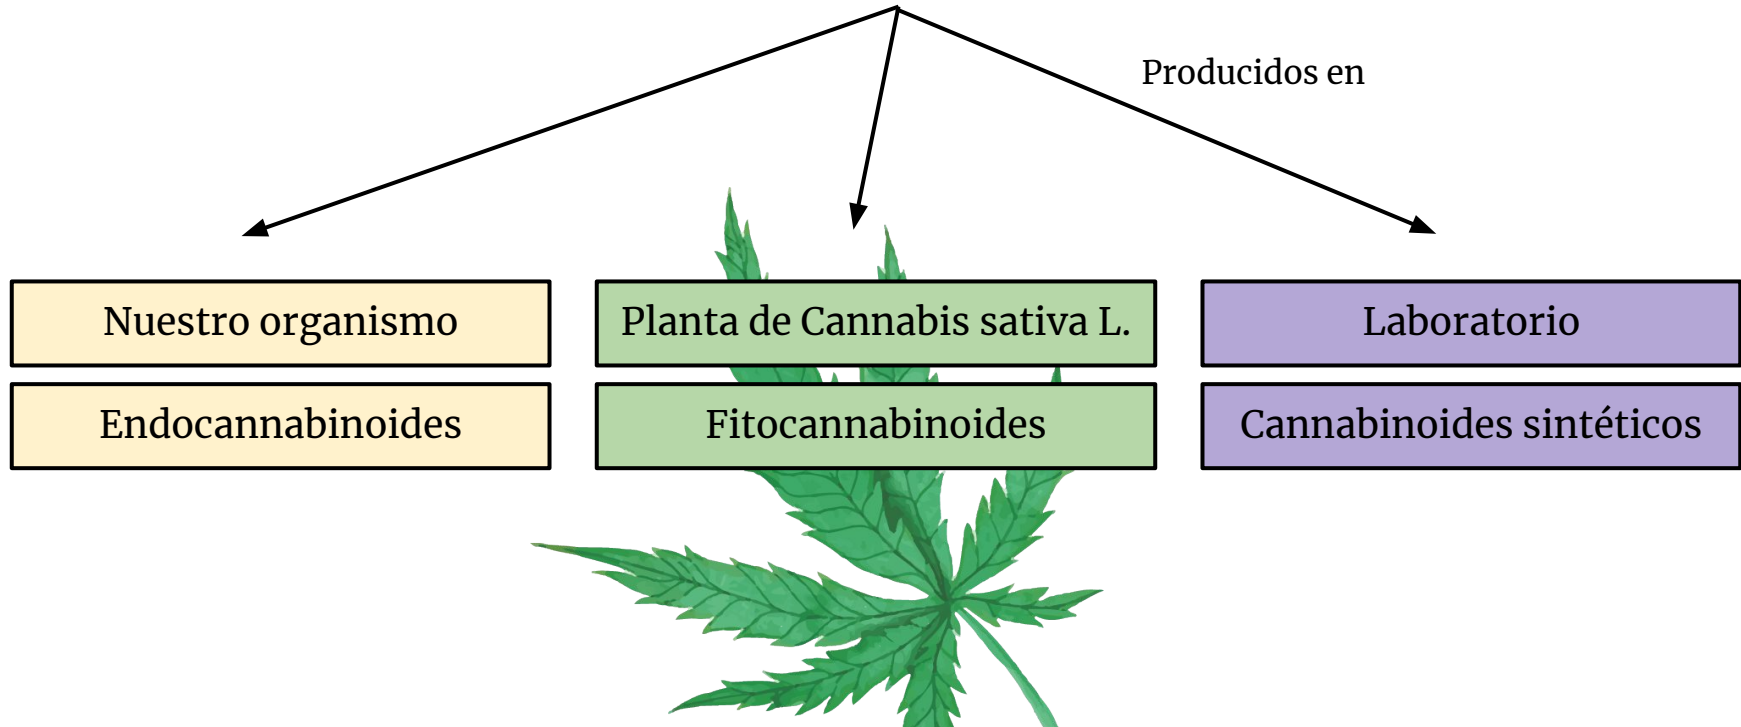 Producidos en
Nuestro organismo
Planta de Cannabis sativa L.
Laboratorio
Endocannabinoides
Fitocannabinoides
Cannabinoides sintéticos